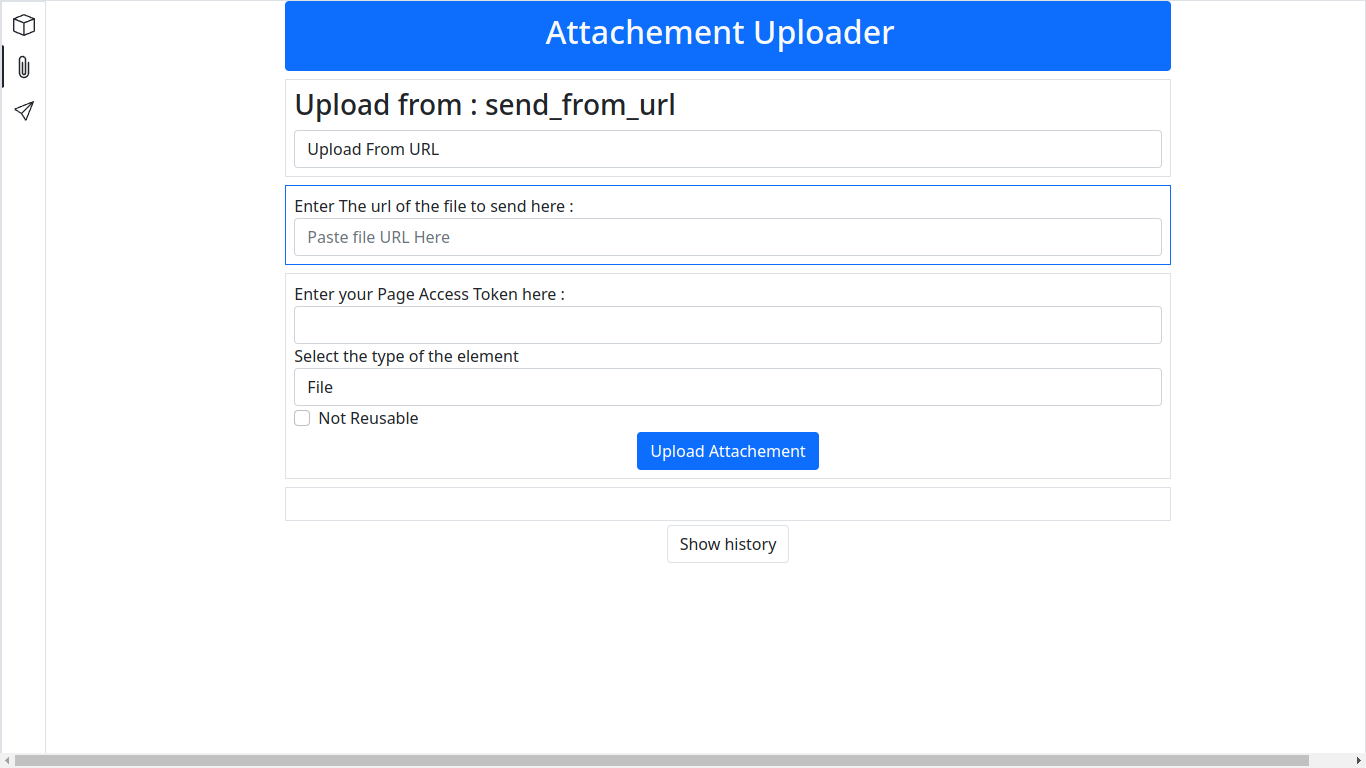 Attachement Uploader
Upload from : send_from_url
Upload From URL
Enter The url of the file to send here :
Paste file URL Here
Enter your Page Access Token here :
Select the type of the element
File
Not Reusable
Upload Attachement
Show history